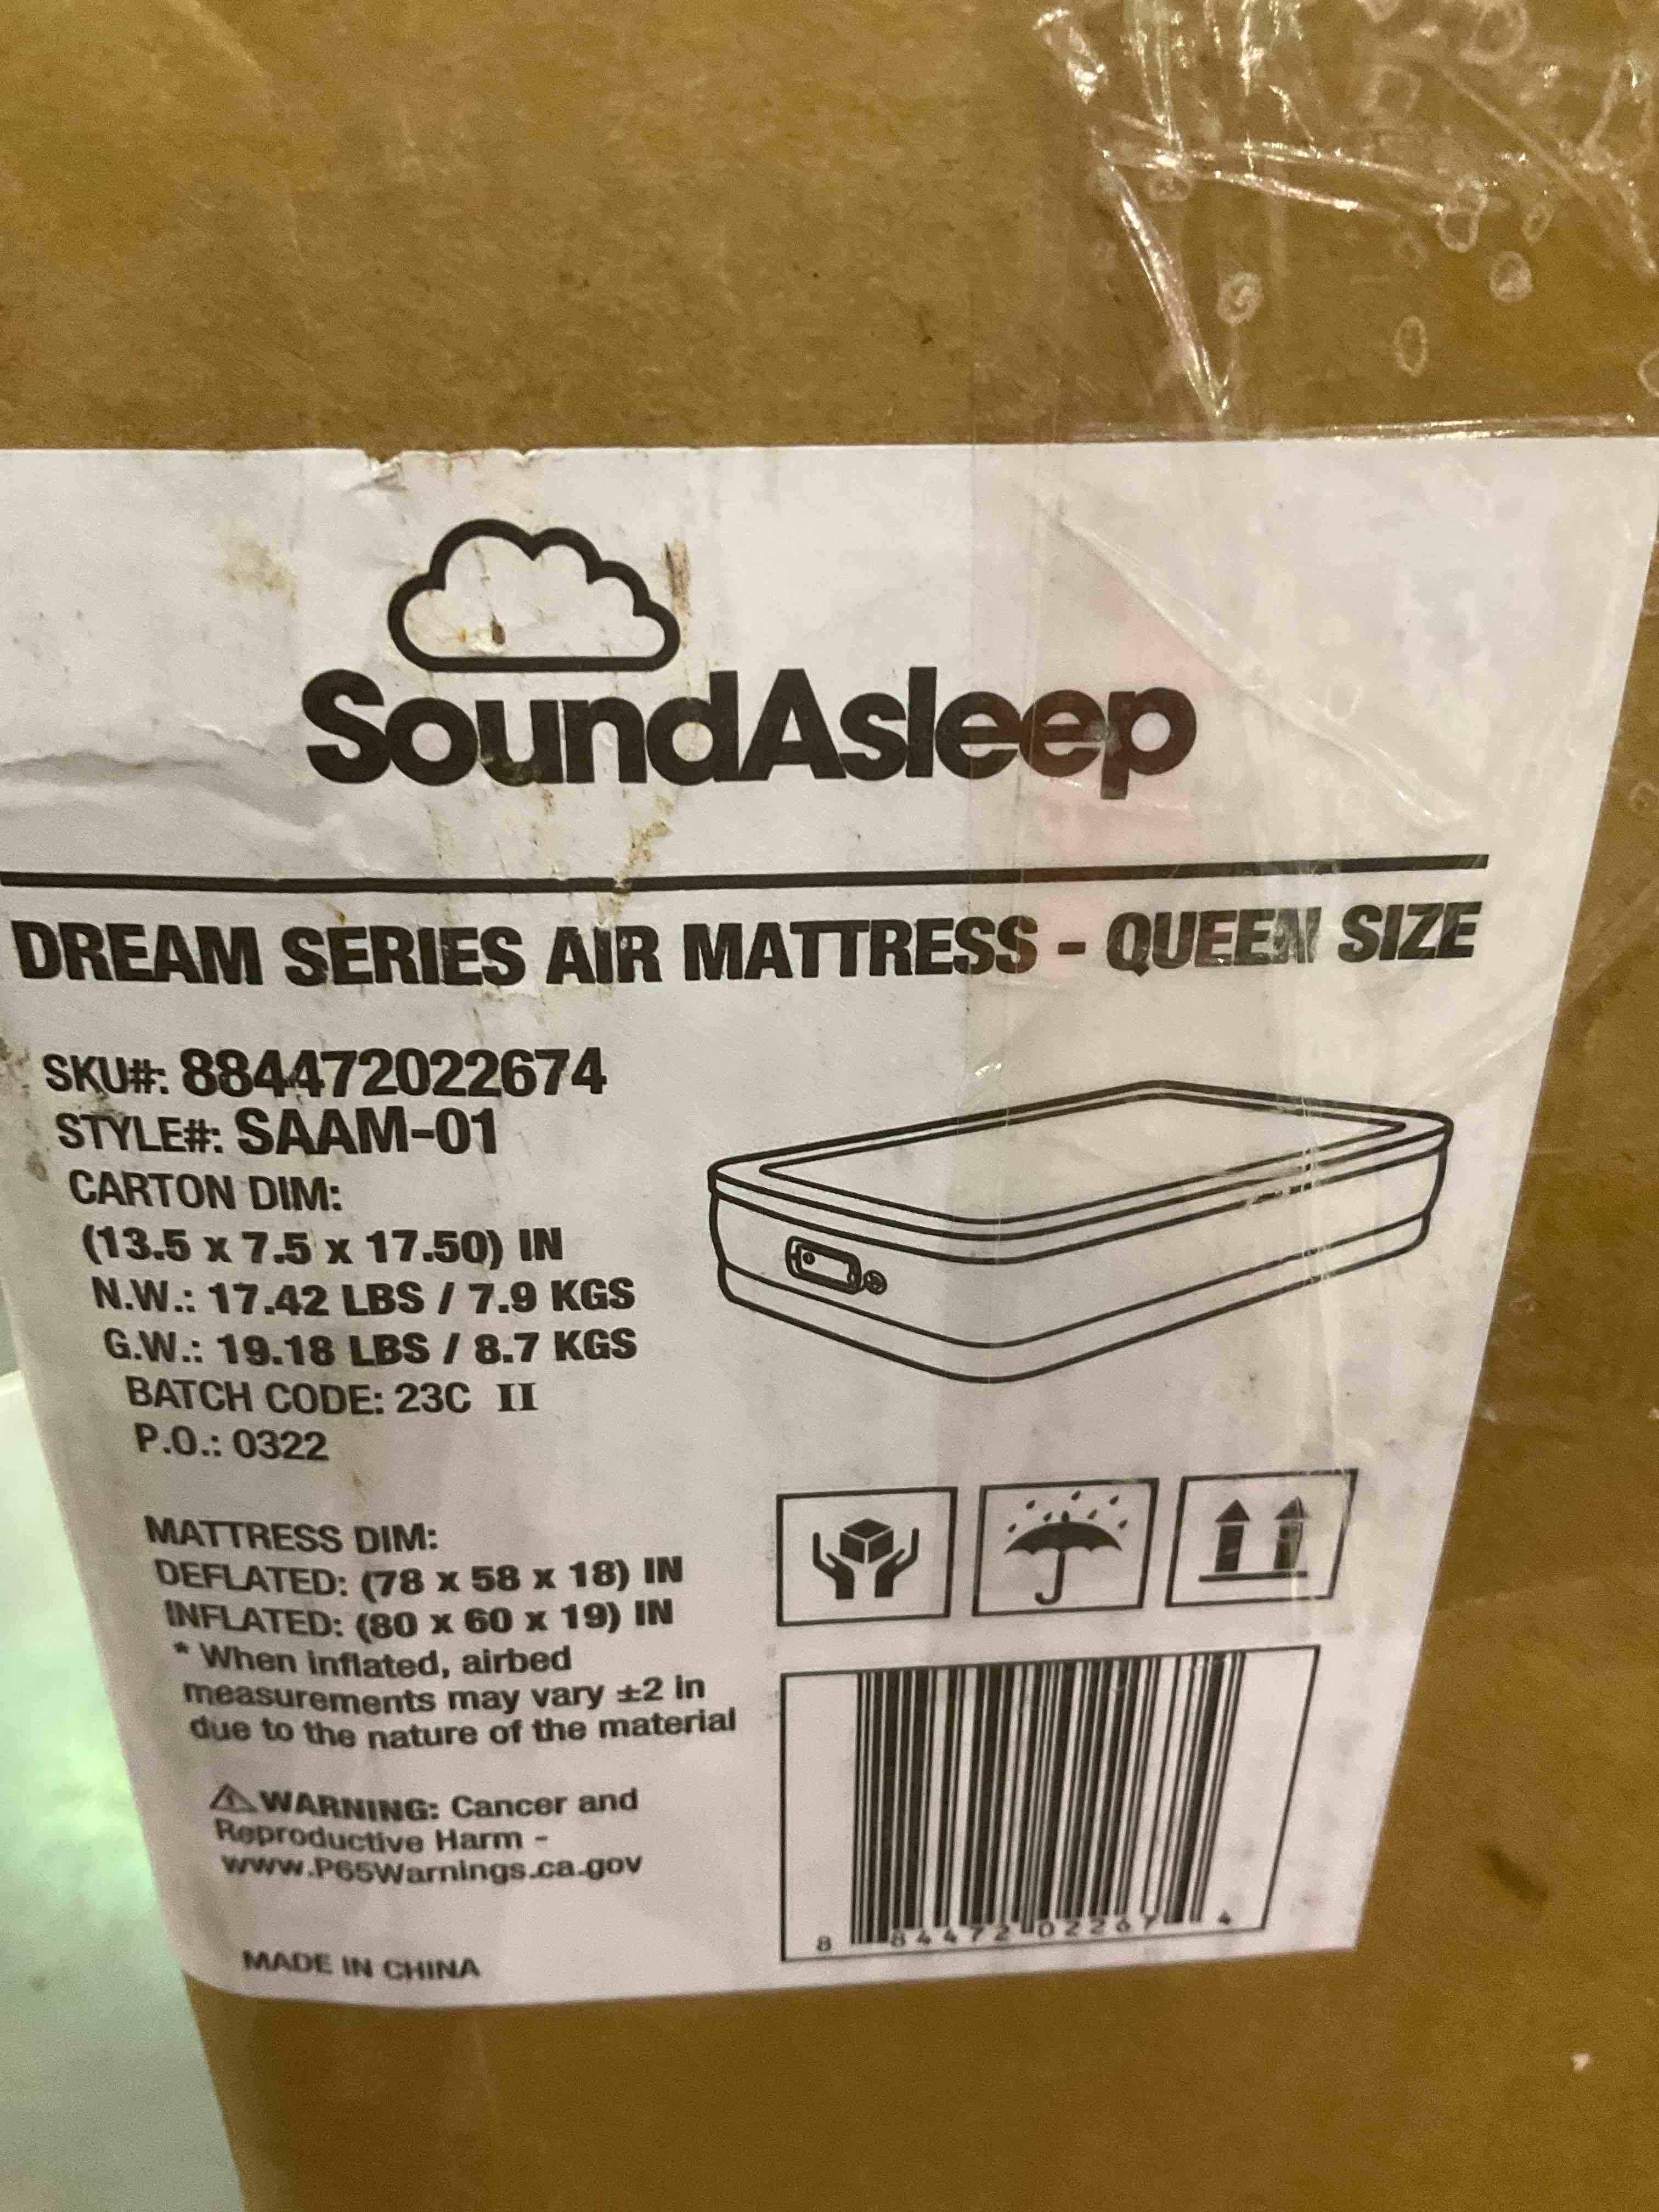 SoundAsleep
DREAM SERIES AIR MATTRESS - QUEEN SIZE
SKU#: 884472022674
STYLE#: SAAM-01
CARTON DIM:
(13.5 x 7.5 x 17.50) IN
N.W.: 17.42 LBS / 7.9 KGS
G.W.: 19.18 LBS / 8.7 KGS
BATCH CODE: 23C II
P.O.: 0322
MATTRESS DIM:
DEFLATED: (78 x 58 x 18) IN
INFLATED: (80 x 60 x 19) IN
* When inflated, airbed
measurements may vary ±2 in
due to the nature of the material
⚠WARNING: Cancer and
Reproductive Harm -
www.P65Warnings.ca.gov
MADE IN CHINA
8 84472 02267 4